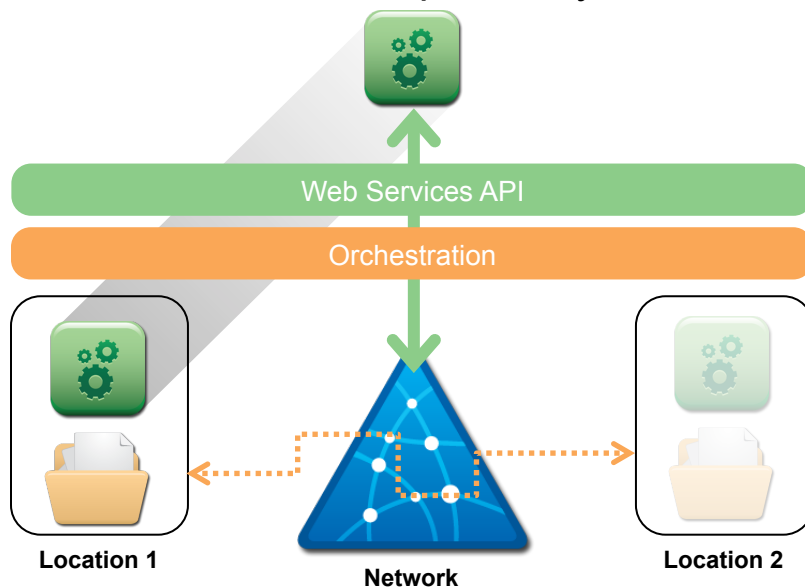 Web Services API
Orchestration
Location 1
Network
Location 2